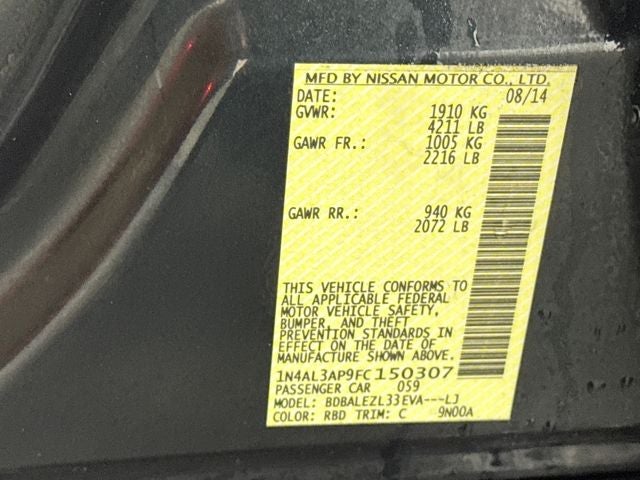 MFD BY NISSAN MOTOR CO., LTD.
DATE: 08/14
GVWR: 1910 KG
4211 LB
GAWR FR.: 1005 KG
2216 LB
GAWR RR.: 940 KG
2072 LB
THIS VEHICLE CONFORMS TO
ALL APPLICABLE FEDERAL
MOTOR VEHICLE SAFETY,
BUMPER, AND THEFT
PREVENTION STANDARDS IN
EFFECT ON THE DATE OF
MANUFACTURE SHOWN ABOVE.
1N4AL3AP9FC150307
PASSENGER CAR 059
MODEL: BDBALEZL33EVA---LJ
COLOR: RBD TRIM: C 9N00A